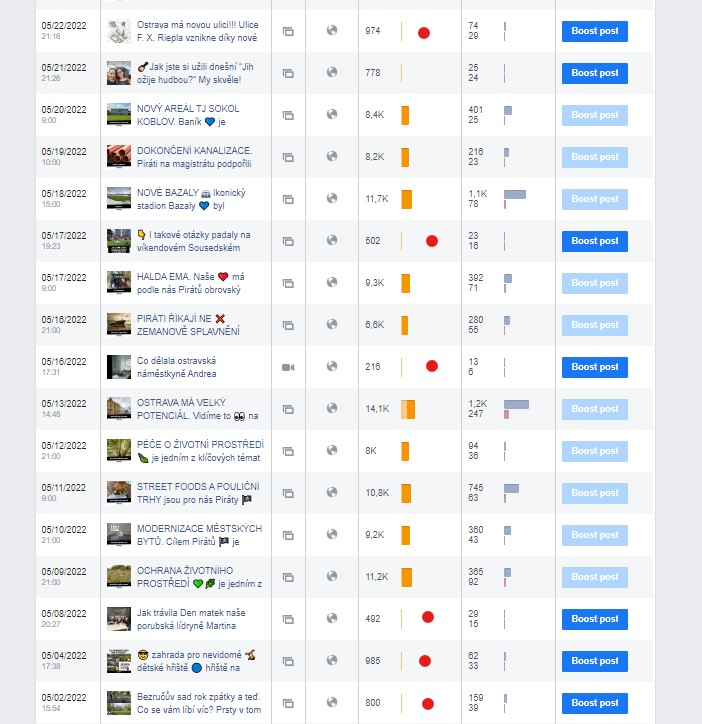 05/22/2022
21:16
Ostrava má novou ulici!!! Ulice
F. X. Riepla vznikne díky nové
974
74
29
Boost post
05/21/2022
21:26
Jak jste si užili dnešní "Jih
ožije hudbou?" My skvěle!
778
25
24
Boost post
05/20/2022
9:00
NOVÝ AREÁL TJ SOKOL
KOBLOV. Baník 💙 je
8,4K
401
25
Boost post
05/19/2022
10:00
DOKONČENÍ KANALIZACE.
Piráti na magistrátu podpořili
8,2K
216
23
Boost post
05/18/2022
15:00
NOVÉ BAZALY 🏟 Ikonický
stadion Bazaly 💙 byl
11,7K
1,1K
78
Boost post
05/17/2022
19:23
👇 I takové otázky padaly na
víkendovém Sousedském
502
23
16
Boost post
05/17/2022
9:00
HALDA EMA. Naše ❤ má
podle nás Pirátů obrovský
9,3K
392
71
Boost post
05/16/2022
21:00
PIRÁTI ŘÍKAJÍ NE ❌
ZEMANOVĚ SPLAVNĚNÍ
6,6K
280
55
Boost post
05/16/2022
17:31
Co dělala ostravská
náměstkyně Andrea
216
13
6
Boost post
05/13/2022
14:48
OSTRAVA MÁ VELKÝ
POTENCIÁL. Vidíme to 👀 na
14,1K
1,2K
247
Boost post
05/12/2022
21:00
PÉČE O ŽIVOTNÍ PROSTŘEDÍ
je jedním z klíčových témat
8K
94
36
Boost post
05/11/2022
9:00
STREET FOODS A POULIČNÍ
TRHY jsou pro nás Piráty 🏴‍☠️
10,8K
745
63
Boost post
05/10/2022
21:00
MODERNIZACE MĚSTSKÝCH
BYTŮ. Cílem Pirátů 🏴‍☠️ je
9,2K
360
43
Boost post
05/09/2022
21:00
OCHRANA ŽIVOTNÍHO
PROSTŘEDÍ 💚🌿 je jedním z
11,2K
365
92
Boost post
05/08/2022
20:27
Jak trávila Den matek naše
porubská lídryně Martina
492
29
15
Boost post
05/04/2022
17:38
😎 zahrada pro nevidomé
dětské hřiště 🔵 hřiště na
985
62
33
Boost post
05/02/2022
15:54
Bezručův sad rok zpátky a teď.
Co se vám líbí víc? Prsty v tom
800
159
39
Boost post